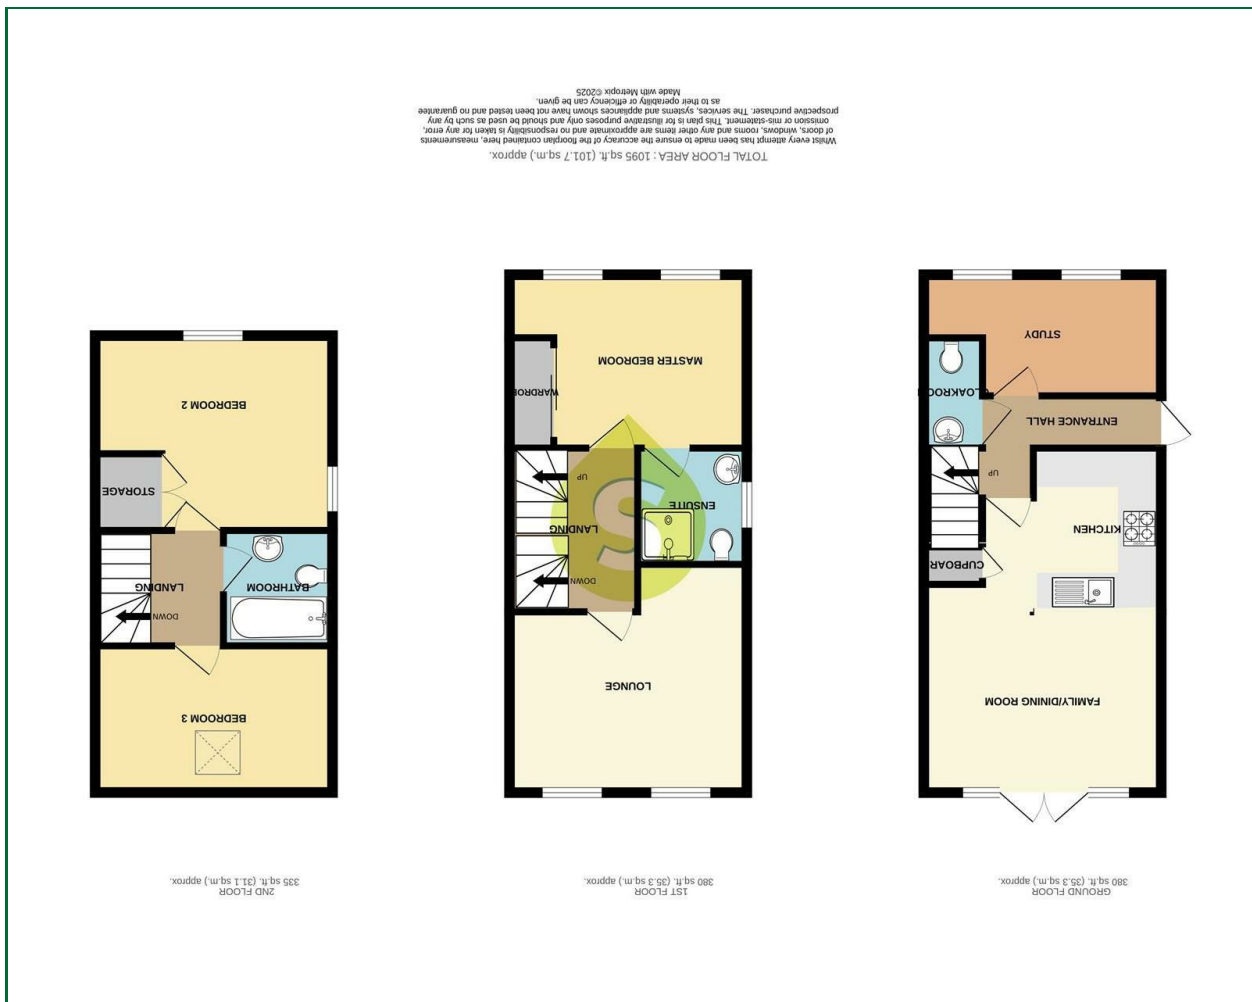 GROUND FLOOR
380 sq.ft. (35.3 sq.m.) approx.
1ST FLOOR
380 sq.ft. (35.3 sq.m.) approx.
2ND FLOOR
335 sq.ft. (31.1 sq.m.) approx.
FAMILY/DINING ROOM
CUPBOAR
KITCHEN
UP
ENTRANCE HALL
CLOAKROOM
STUDY
LOUNGE
DOWN
LANDING
ENSUITE
UP
S
WARDROB
MASTER BEDROOM
BEDROOM 3
DOWN
LANDING
BATHROOM
STORAGE
BEDROOM 2
TOTAL FLOOR AREA : 1095 sq.ft. (101.7 sq.m.) approx.
Whilst every attempt has been made to ensure the accuracy of the floorplan contained here, measurements
of doors, windows, rooms and any other items are approximate and no responsibility is taken for any error,
omission or mis-statement. This plan is for illustrative purposes only and should be used as such by any
prospective purchaser. The services, systems and appliances shown have not been tested and no guarantee
as to their operability or efficiency can be given.
Made with Metropix ©2025